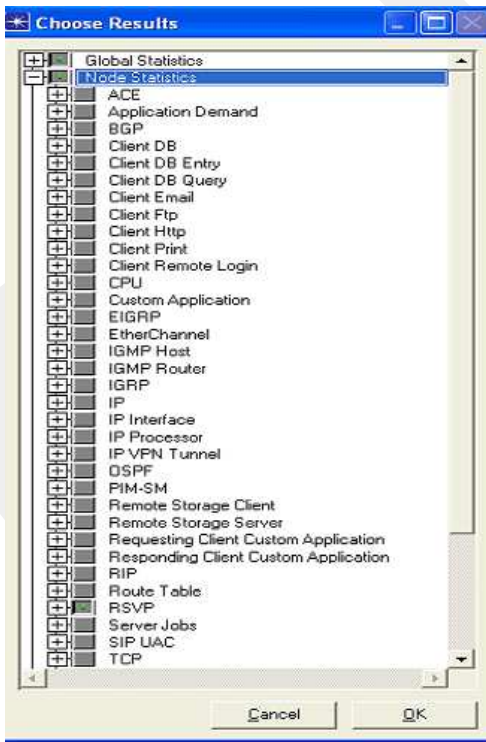 Choose Results
Global Statistics
Node Statistics
ACE
Application Demand
BGP
Client DB
Client DB Entry
Client DB Query
Client Email
Client Ftp
Client Http
Client Print
Client Remote Login
CPU
Custom Application
EIGRP
EtherChannel
IGMP Host
IGMP Router
IGRP
IP
IP Interface
IP Processor
IP VPN Tunnel
OSPF
PIM-SM
Remote Storage Client
Remote Storage Server
Requesting Client Custom Application
Responding Client Custom Application
RIP
Route Table
RSVP
Server Jobs
SIP UAC
TCP
Cancel OK